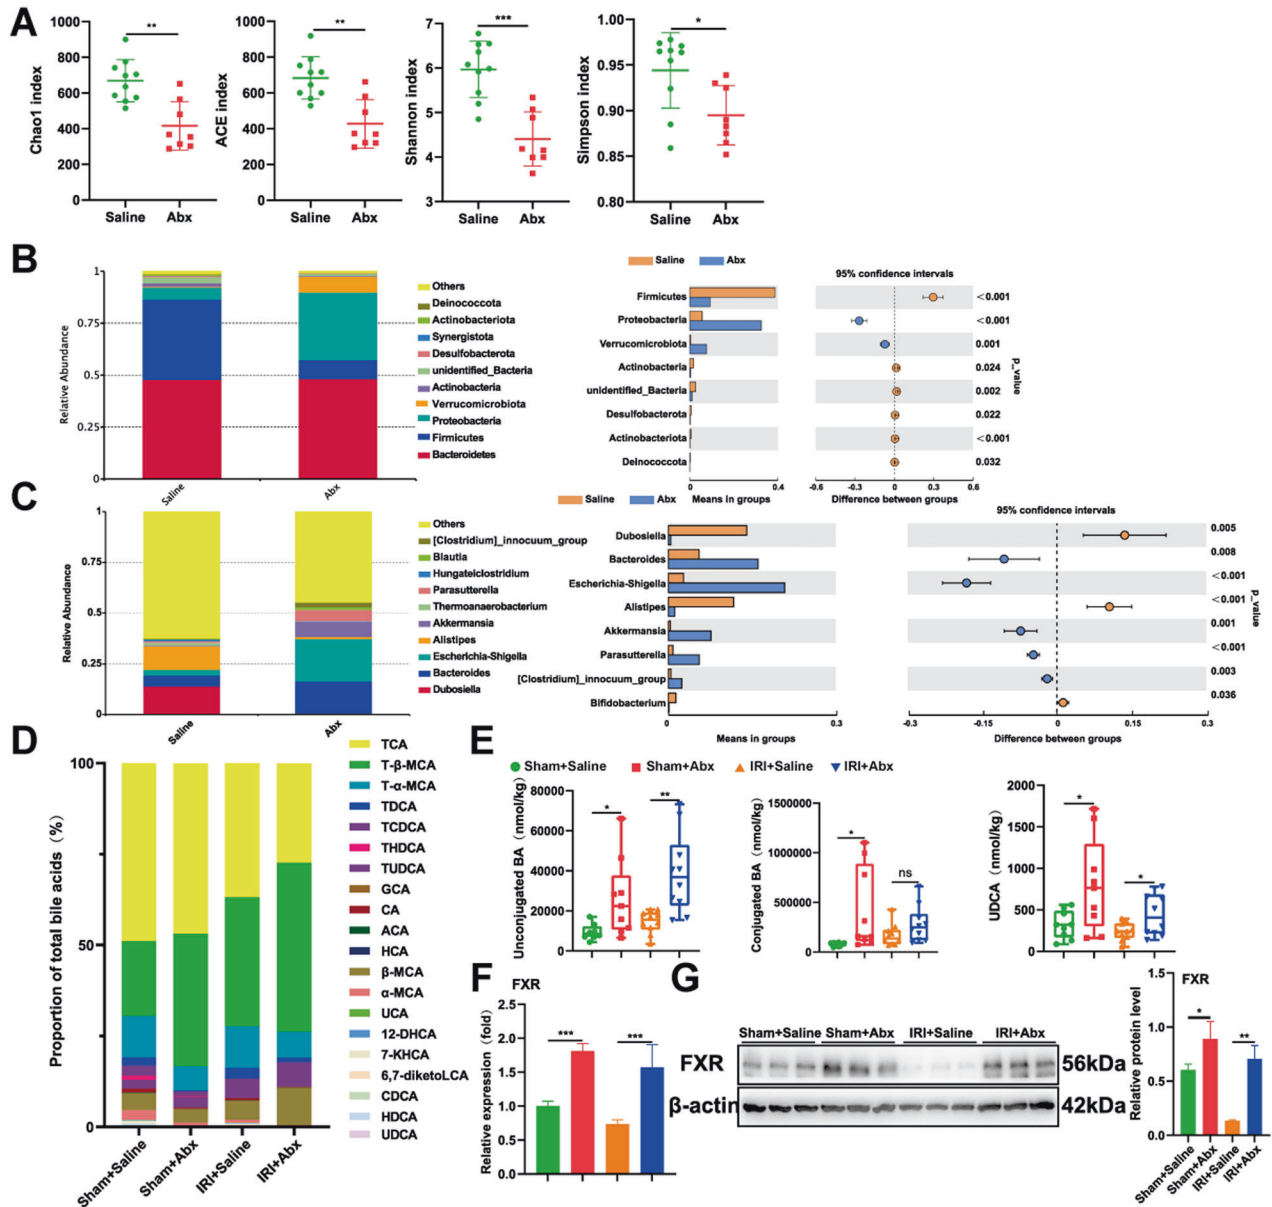 A
1000
800
600
400
200
0
Chao1 index
**
Saline
Abx
1000
800
600
400
200
0
ACE index
**
Saline
Abx
7
6
5
4
3
Shannon index
***
Saline
Abx
1.00
0.95
0.90
0.85
0.80
Simpson index
*
Saline
Abx
B
1
0.75
0.5
0.25
0
Relative Abundance
Saline
Abx
Others
Deinococcota
Actinobacteriota
Synergistota
Desulfobacterota
unidentified_Bacteria
Actinobacteria
Verrucomicrobiota
Proteobacteria
Firmicutes
Bacteroidetes
Saline
Abx
95% confidence intervals
Firmicutes
<0.001
Proteobacteria
<0.001
Verrucomicrobiota
0.001
Actinobacteria
0.024
unidentified_Bacteria
0.002
Desulfobacterota
0.022
Actinobacteriota
<0.001
Deinococcota
0.032
p_value
0
0.4
Means in groups
-0.6
-0.3
0
0.3
0.6
Difference between groups
C
1
0.75
0.5
0.25
0
Relative Abundance
Saline
Abx
Others
[Clostridium]_innocuum_group
Blautia
Hungateiclostridium
Parasutterella
Thermoanaerobacterium
Akkermansia
Alistipes
Escherichia-Shigella
Bacteroides
Dubosiella
Saline
Abx
95% confidence intervals
Dubosiella
0.005
Bacteroides
0.008
Escherichia-Shigella
<0.001
Alistipes
<0.001
Akkermansia
0.001
Parasutterella
<0.001
[Clostridium]_innocuum_group
0.003
Bifidobacterium
0.036
p_value
0
0.3
Means in groups
-0.3
-0.15
0
0.15
0.3
Difference between groups
D
100
50
0
Proportion of total bile acids (%)
Sham+Saline
Sham+Abx
IRI+Saline
IRI+Abx
TCA
T-β-MCA
T-α-MCA
TDCA
TCDCA
THDCA
TUDCA
GCA
CA
ACA
HCA
β-MCA
α-MCA
UCA
12-DHCA
7-KHCA
6,7-diketoLCA
CDCA
HDCA
UDCA
E
Sham+Saline
Sham+Abx
IRI+Saline
IRI+Abx
80000
60000
40000
20000
0
Unconjugated BA (nmol/kg)
*
**
1500000
1000000
500000
0
Conjugated BA (nmol/kg)
*
ns
2000
1500
1000
500
0
UDCA (nmol/kg)
*
*
F
FXR
2.5
2.0
1.5
1.0
0.5
0.0
Relative expression (fold)
***
***
G
Sham+Saline
Sham+Abx
IRI+Saline
IRI+Abx
FXR
56kDa
β-actin
42kDa
FXR
1.5
1.0
0.5
0.0
Relative protein level
*
**
Sham+Saline
Sham+Abx
IRI+Saline
IRI+Abx